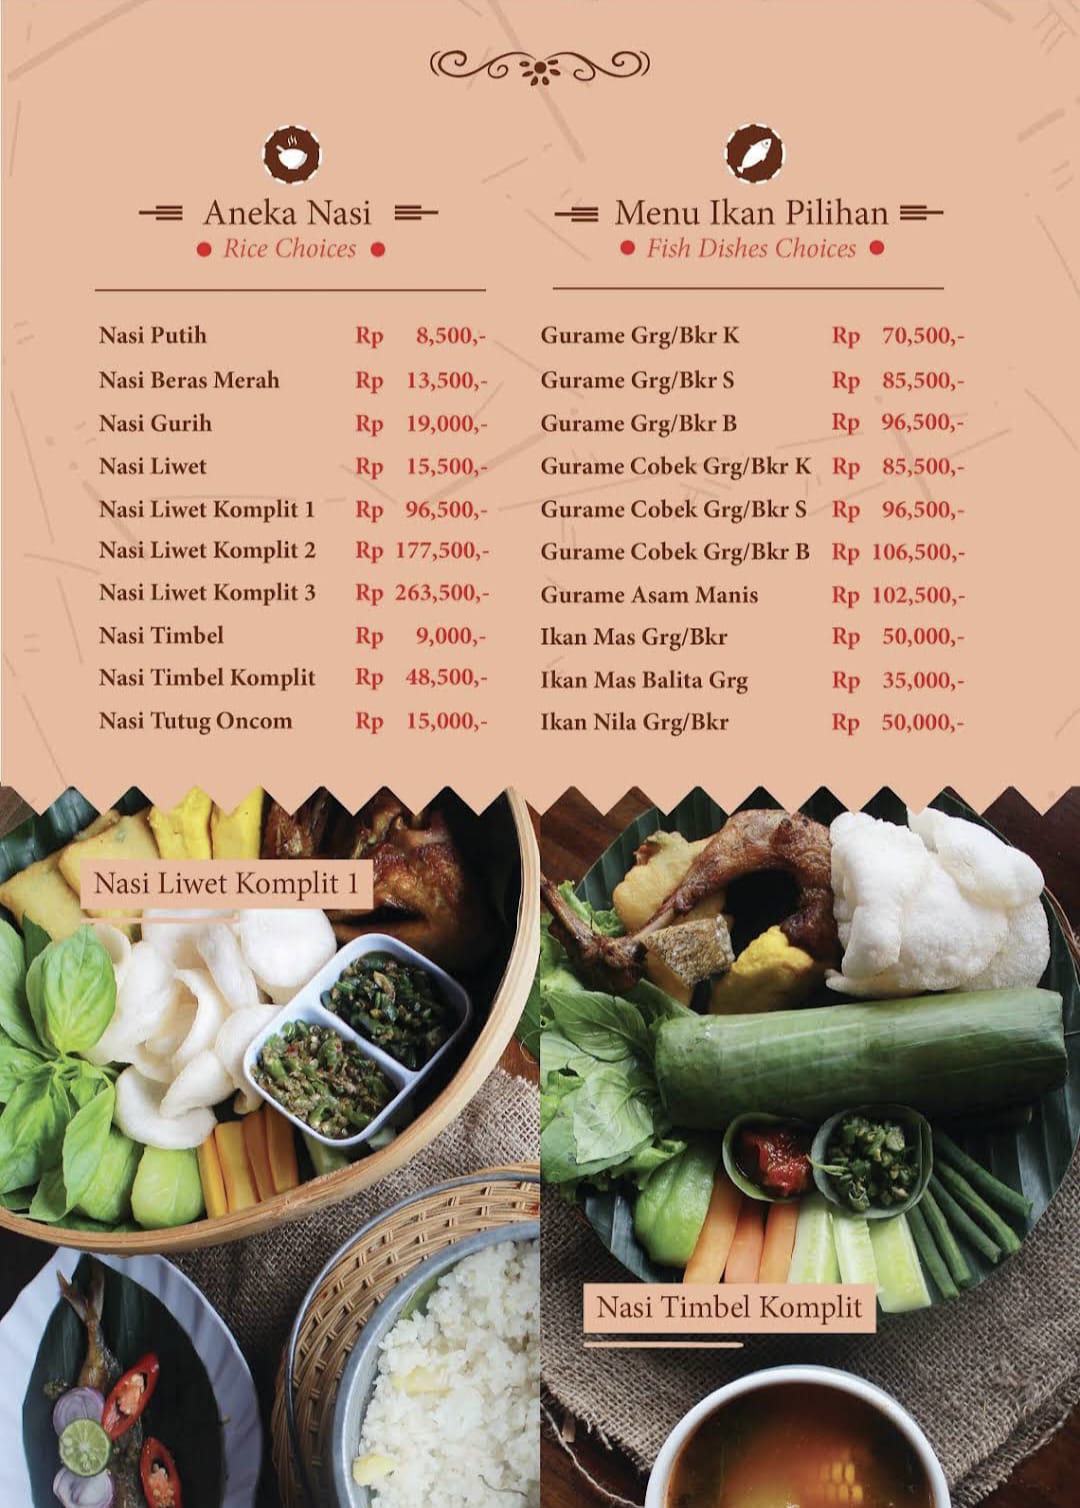 Aneka Nasi
Rice Choices
Nasi Putih Rp 8,500,-
Nasi Beras Merah Rp 13,500,-
Nasi Gurih Rp 19,000,-
Nasi Liwet Rp 15,500,-
Nasi Liwet Komplit 1 Rp 96,500,-
Nasi Liwet Komplit 2 Rp 177,500,-
Nasi Liwet Komplit 3 Rp 263,500,-
Nasi Timbel Rp 9,000,-
Nasi Timbel Komplit Rp 48,500,-
Nasi Tutug Oncom Rp 15,000,-
Menu Ikan Pilihan
Fish Dishes Choices
Gurame Grg/Bkr K Rp 70,500,-
Gurame Grg/Bkr S Rp 85,500,-
Gurame Grg/Bkr B Rp 96,500,-
Gurame Cobek Grg/Bkr K Rp 85,500,-
Gurame Cobek Grg/Bkr S Rp 96,500,-
Gurame Cobek Grg/Bkr B Rp 106,500,-
Gurame Asam Manis Rp 102,500,-
Ikan Mas Grg/Bkr Rp 50,000,-
Ikan Mas Balita Grg Rp 35,000,-
Ikan Nila Grg/Bkr Rp 50,000,-
Nasi Liwet Komplit 1
Nasi Timbel Komplit